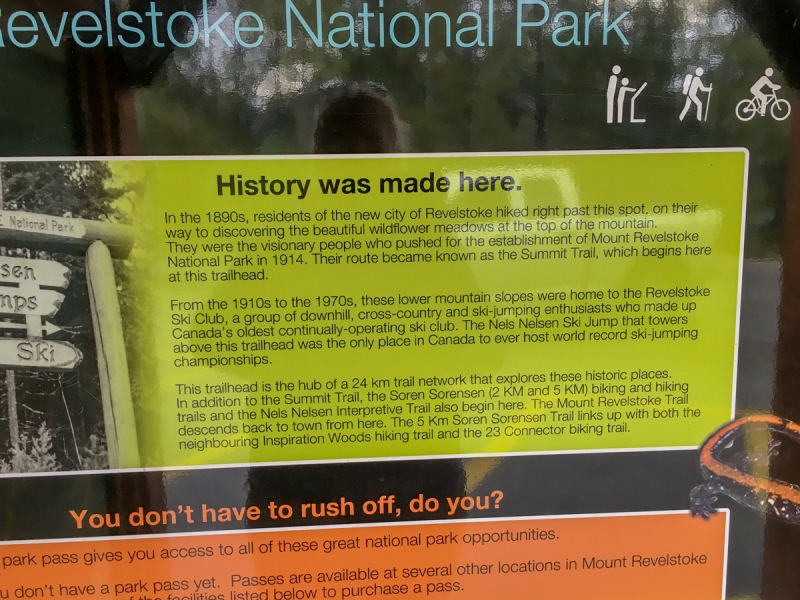 Revelstoke National Park
History was made here.
In the 1890s, residents of the new city of Revelstoke hiked right past this spot, on their
way to discovering the beautiful wildflower meadows at the top of the mountain.
They were the visionary people who pushed for the establishment of Mount Revelstoke
National Park in 1914. Their route became known as the Summit Trail, which begins here
at this trailhead.
From the 1910s to the 1970s, these lower mountain slopes were home to the Revelstoke
Ski Club, a group of downhill, cross-country and ski-jumping enthusiasts who made up
Canada's oldest continually-operating ski club. The Nels Nelsen Ski Jump that towers
above this trailhead was the only place in Canada to ever host world record ski-jumping
championships.
This trailhead is the hub of a 24 km trail network that explores these historic places.
In addition to the Summit Trail, the Soren Sorensen (2 KM and 5 KM) biking and hiking
trails and the Nels Nelsen Interpretive Trail also begin here. The Mount Revelstoke Trail
descends back to town from here. The 5 Km Soren Sorensen Trail links up with both the
neighbouring Inspiration Woods hiking trail and the 23 Connector biking trail.
National Park
sen
mps
Ski
You don't have to rush off, do you?
park pass gives you access to all of these great national park opportunities.
u don't have a park pass yet. Passes are available at several other locations in Mount Revelstoke
of the facilities listed below to purchase a pass.